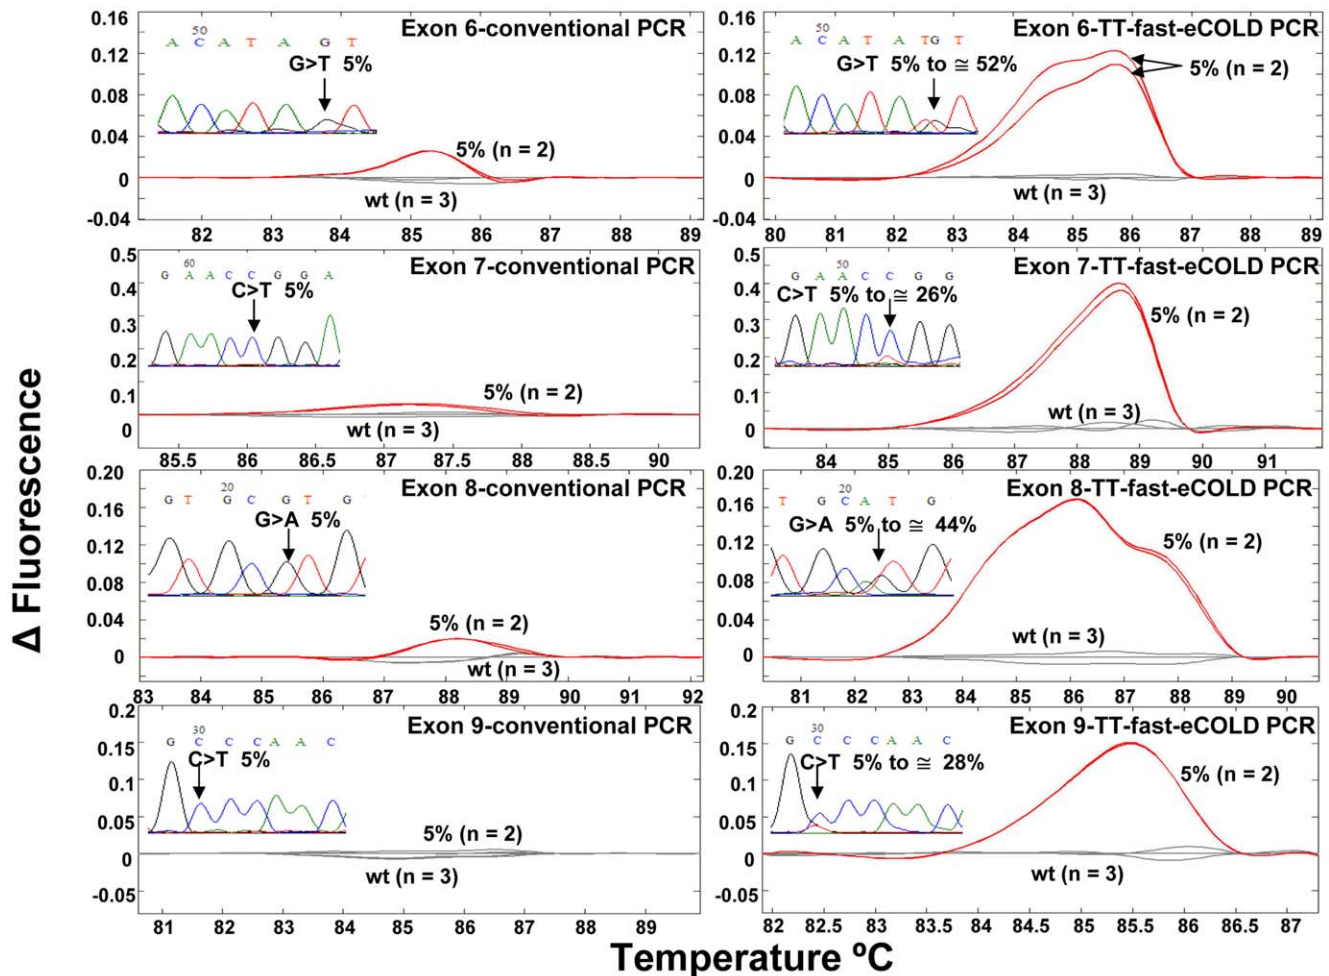 Δ Fluorescence
Exon 6-conventional PCR
0.16
0.12
0.08
0.04
0
-0.04
50
A C A T A G T
G>T 5%
5% (n = 2)
wt (n = 3)
82 83 84 85 86 87 88 89
Exon 6-TT-fast-eCOLD PCR
0.16
0.12
0.08
0.04
0
-0.04
50
A C A T A T G T
G>T 5% to ≅ 52%
5% (n = 2)
wt (n = 3)
80 81 82 83 84 85 86 87 88 89
Exon 7-conventional PCR
0.5
0.4
0.3
0.2
0.1
0
60
G A A C C G G A
C>T 5%
5% (n = 2)
wt (n = 3)
85.5 86 86.6 87 87.5 88 88.5 89 90
Exon 7-TT-fast-eCOLD PCR
0.5
0.4
0.3
0.2
0.1
0
50
G A A C C G G
C>T 5% to ≅ 26%
5% (n = 2)
wt (n = 3)
84 85 86 87 88 89 90 91
Exon 8-conventional PCR
0.20
0.16
0.12
0.08
0.04
0
20
G T G C G T G
G>A 5%
5% (n = 2)
wt (n = 3)
83 84 85 86 87 88 89 90 91 92
Exon 8-TT-fast-eCOLD PCR
0.20
0.16
0.12
0.08
0.04
0
20
T G C A T G
G>A 5% to ≅ 44%
5% (n = 2)
wt (n = 3)
81 82 83 84 85 86 87 88 89 90
Exon 9-conventional PCR
0.2
0.15
0.1
0.05
0
-0.05
30
G C C C A A C
C>T 5%
5% (n = 2)
wt (n = 3)
81 82 83 84 85 86 87 88 89
Exon 9-TT-fast-eCOLD PCR
0.2
0.15
0.1
0.05
0
-0.05
30
G C C C A A C
C>T 5% to ≅ 28%
5% (n = 2)
wt (n = 3)
82 82.5 83 83.5 84 84.5 85 85.5 86 86.5 87
Temperature ºC